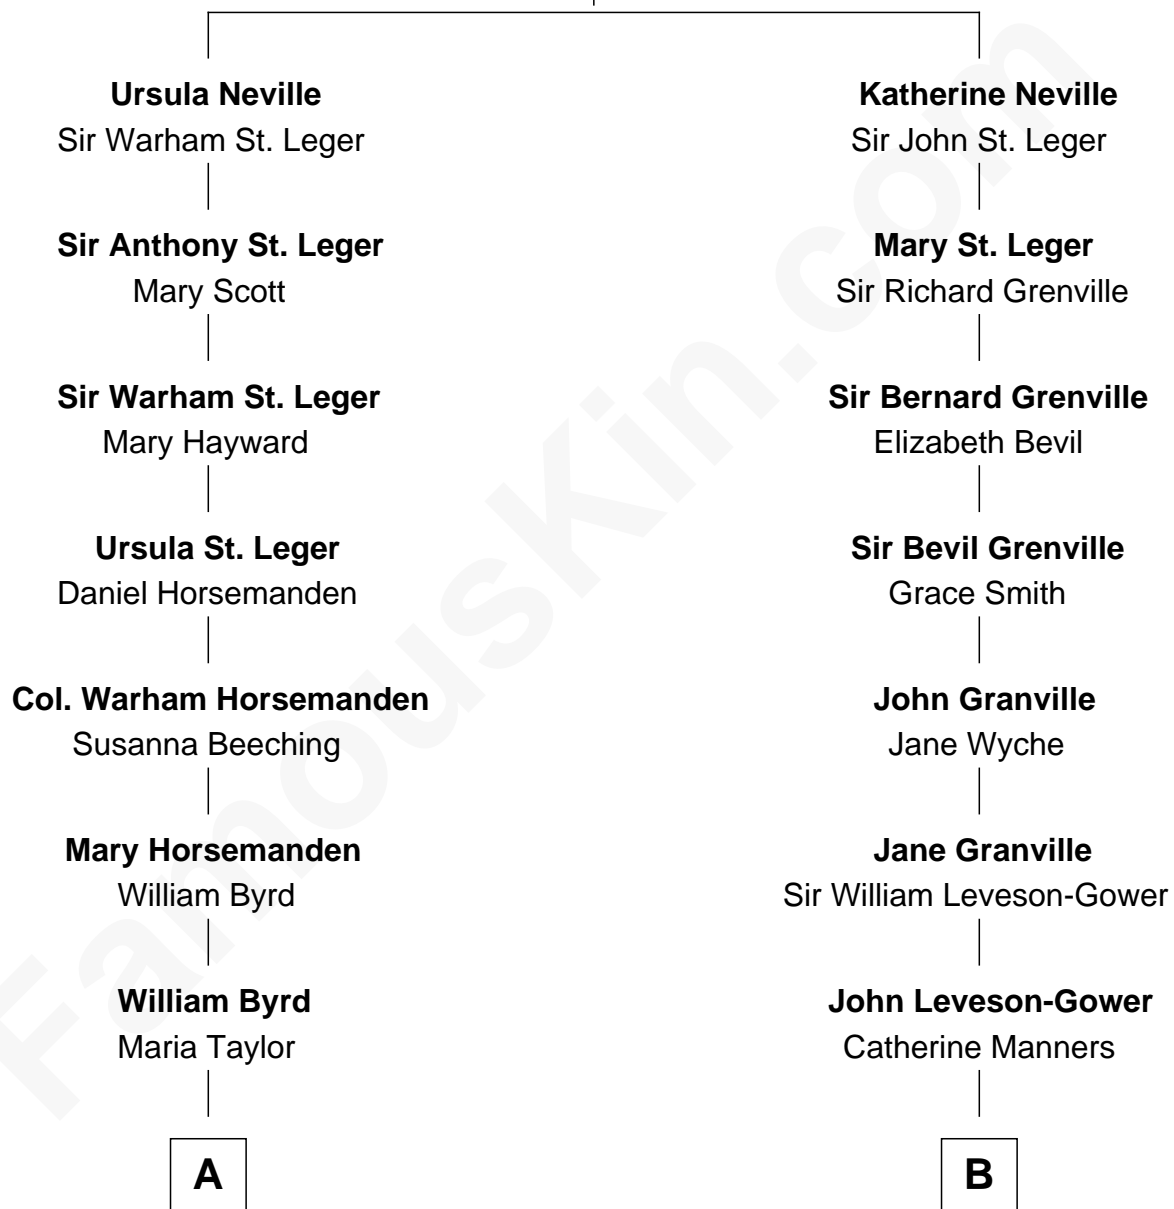 Ursula Neville
Sir Warham St. Leger
Katherine Neville
Sir John St. Leger
Sir Anthony St. Leger
Mary Scott
Mary St. Leger
Sir Richard Grenville
Sir Warham St. Leger
Mary Hayward
Sir Bernard Grenville
Elizabeth Bevil
Ursula St. Leger
Daniel Horsemanden
Sir Bevil Grenville
Grace Smith
Col. Warham Horsemanden
Susanna Beeching
John Granville
Jane Wyche
Mary Horsemanden
William Byrd
Jane Granville
Sir William Leveson-Gower
William Byrd
Maria Taylor
John Leveson-Gower
Catherine Manners
A
B
FamousKin.com